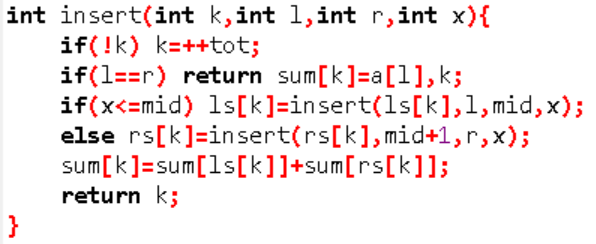 int insert(int k,int l,int r,int x){
    if(!k) k=++tot;
    if(l==r) return sum[k]=a[l],k;
    if(x<=mid) ls[k]=insert(ls[k],l,mid,x);
    else rs[k]=insert(rs[k],mid+1,r,x);
    sum[k]=sum[ls[k]]+sum[rs[k]];
    return k;
}